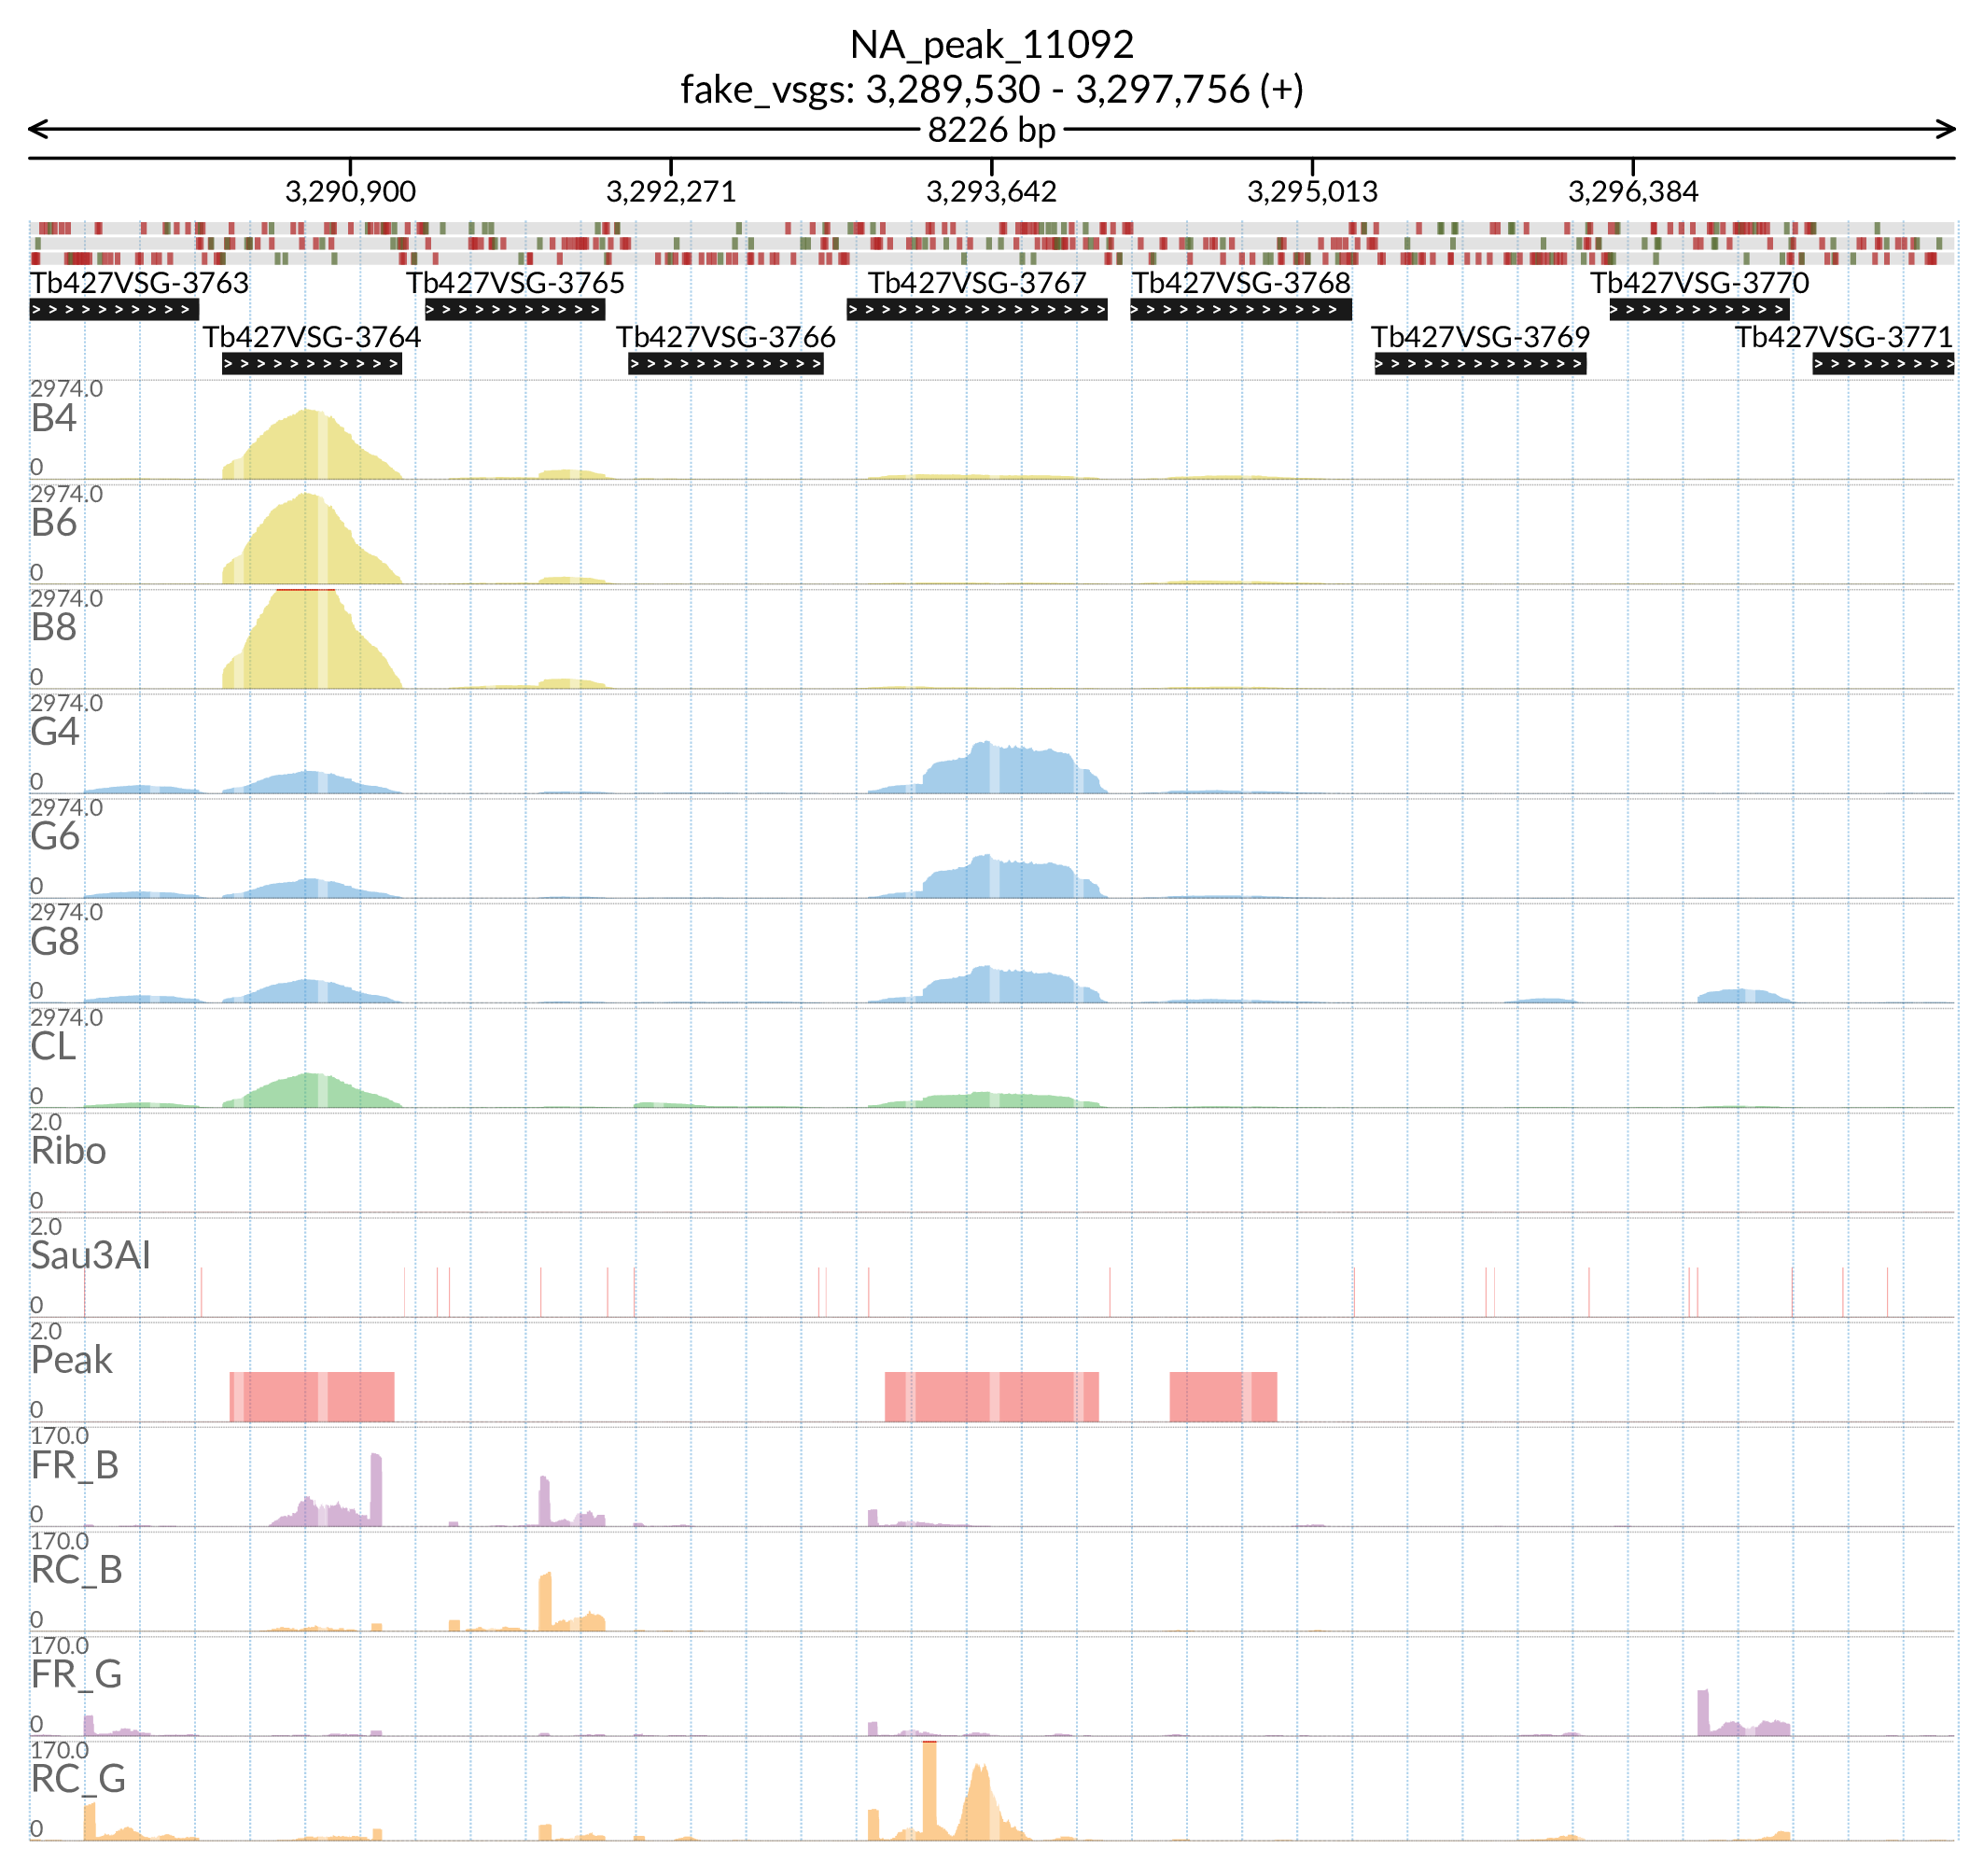 NA_peak_11092
fake_vsgs: 3,289,530 - 3,297,756 (+)
8226 bp
3,290,900 3,292,271 3,293,642 3,295,013 3,296,384
Tb427VSG-3763 Tb427VSG-3765 Tb427VSG-3767 Tb427VSG-3768 Tb427VSG-3770
Tb427VSG-3764 Tb427VSG-3766 Tb427VSG-3769 Tb427VSG-3771
2974.0
B4
0
2974.0
B6
0
2974.0
B8
0
2974.0
G4
0
2974.0
G6
0
2974.0
G8
0
2974.0
CL
0
2.0
Ribo
0
2.0
Sau3AI
0
2.0
Peak
0
170.0
FR_B
0
170.0
RC_B
0
170.0
FR_G
0
170.0
RC_G
0